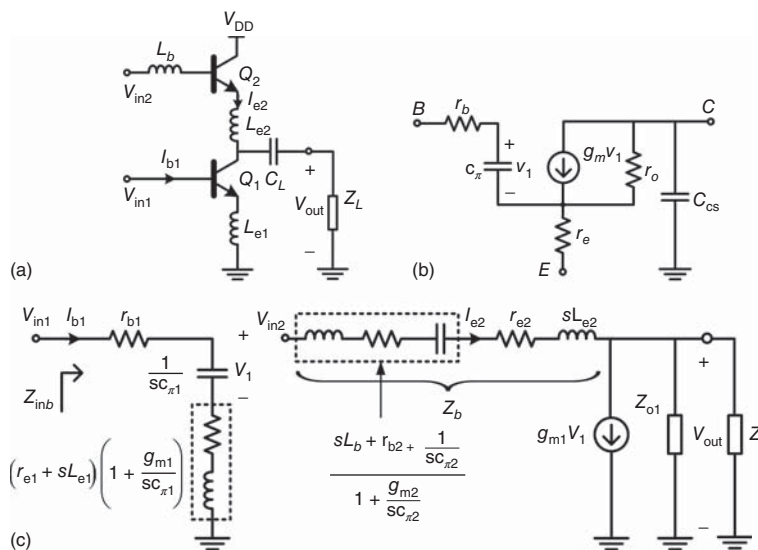 V_DD
L_b
V_in2
Q_2
I_e2
L_e2
I_b1
C_L
V_in1
Q_1
+
V_out
Z_L
L_e1
–
(a)
B
r_b
C
+
c_π
v_1
–
g_m v_1
r_o
C_cs
r_e
E
(b)
V_in1
I_b1
r_b1
+
1/sc_π1
V_1
–
Z_inb
(r_e1 + sL_e1)(1 + g_m1/sc_π1)
V_in2
I_e2
r_e2
sL_e2
Z_b
sL_b + r_b2 + 1/sc_π2
1 + g_m2/sc_π2
g_m1V_1
Z_o1
+
V_out
–
Z
(c)